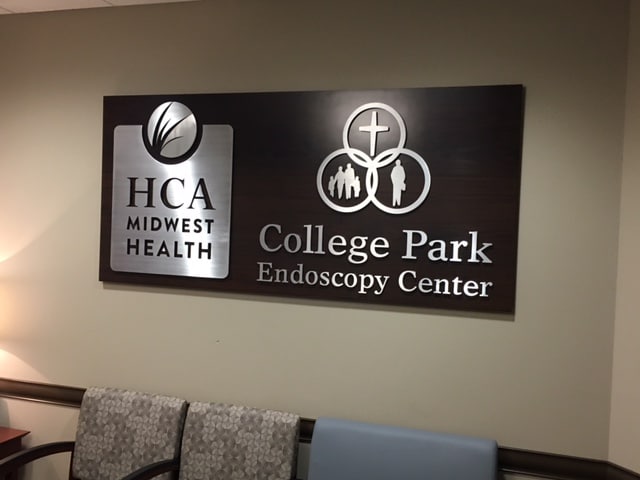 HCA
MIDWEST
HEALTH
College Park
Endoscopy Center